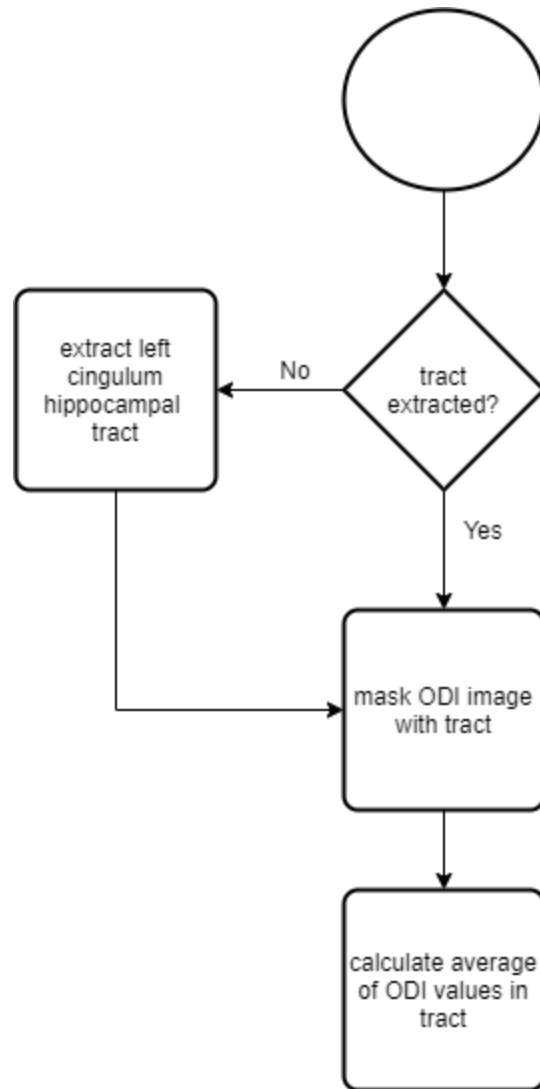 tract
extracted?
No
extract left
cingulum
hippocampal
tract
Yes
mask ODI image
with tract
calculate average
of ODI values in
tract